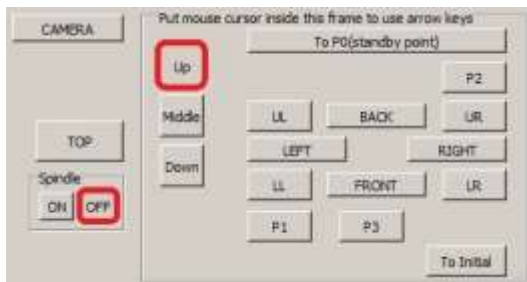 CAMERA
Put mouse cursor inside this frame to use arrow keys
To P0(standby point)
Up
P2
Middle
UL
BACK
UR
TOP
LEFT
RIGHT
Down
Spindle
LL
FRONT
LR
ON
OFF
P1
P3
To Initial